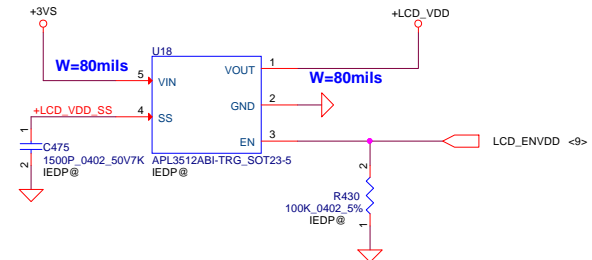 +3VS
+LCD_VDD
U18
W=80mils
5
VIN
VOUT
1
W=80mils
GND
2
+LCD_VDD_SS
4
SS
EN
3
LCD_ENVDD <9>
1
C475
2
1500P_0402_50V7K
IEDP@
APL3512ABI-TRG_SOT23-5
IEDP@
2
R430
100K_0402_5%
IEDP@
1